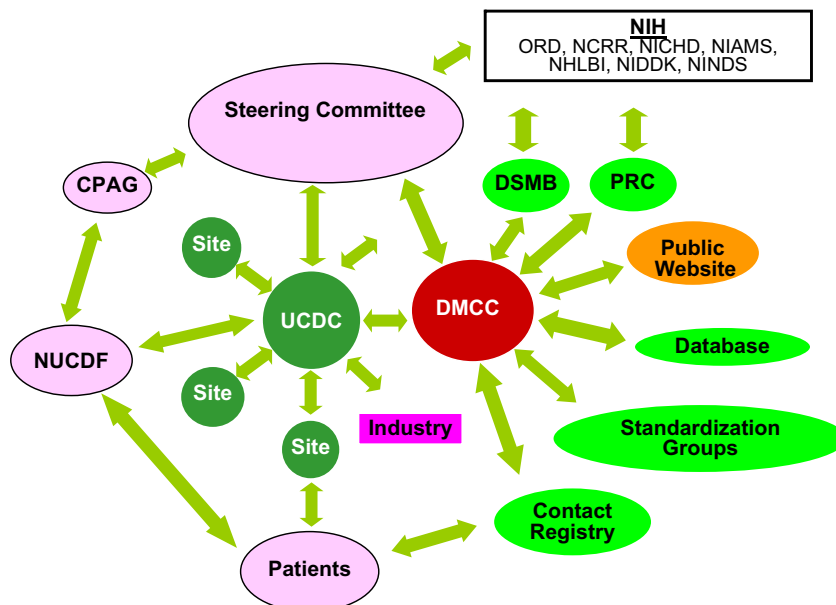 NIH
ORD, NCRR, NICHD, NIAMS,
NHLBI, NIDDK, NINDS
Steering Committee
CPAG
DSMB
PRC
Site
Public
Website
UCDC
DMCC
NUCDF
Database
Site
Industry
Site
Standardization
Groups
Contact
Registry
Patients